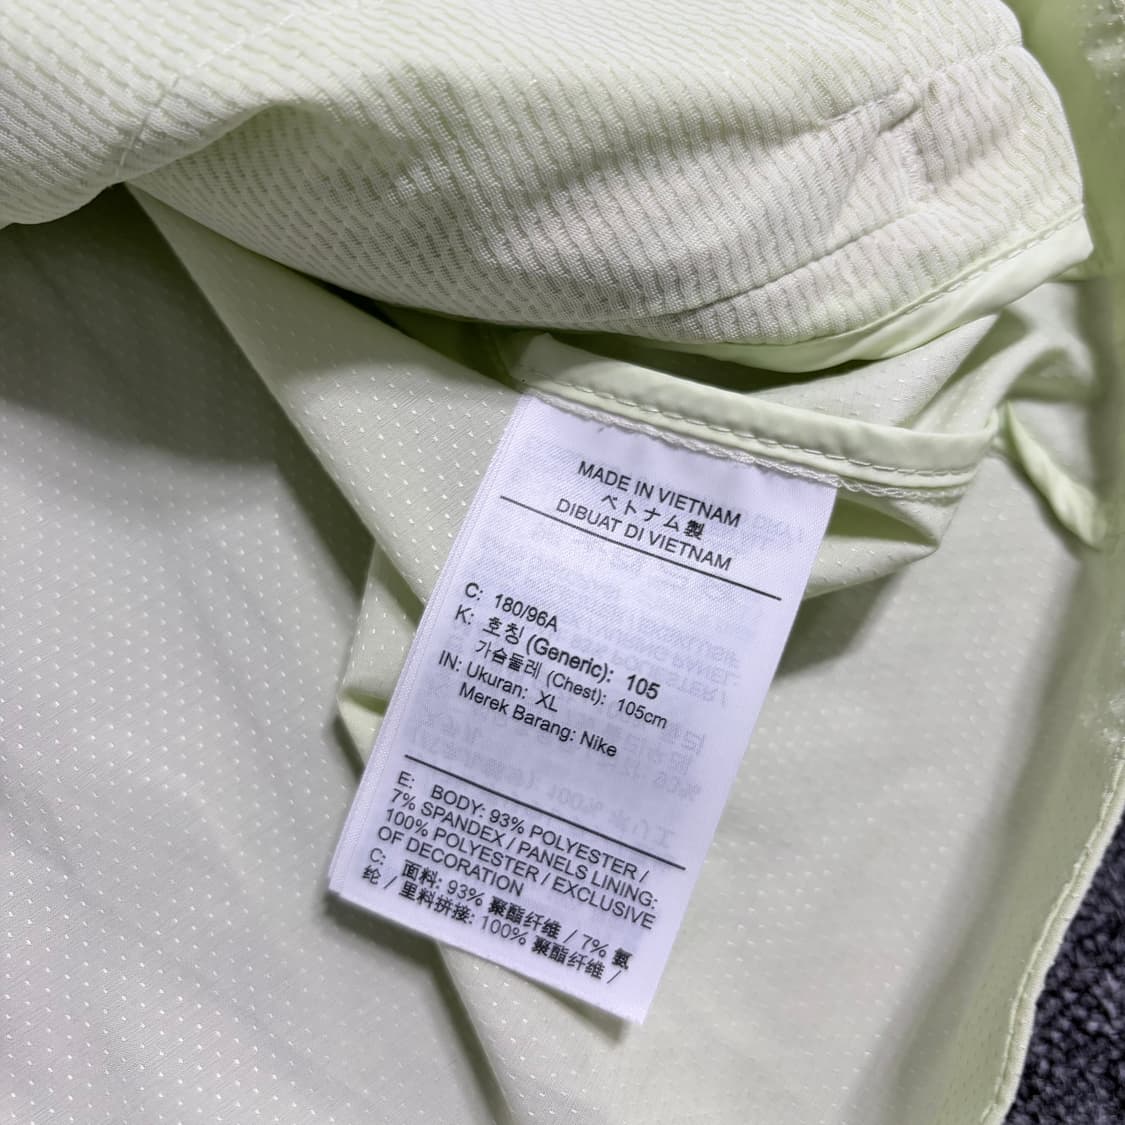 MADE IN VIETNAM
ベトナム製
DIBUAT DI VIETNAM
C: 180/96A
K: 호칭 (Generic): 105
가슴둘레 (Chest): 105cm
IN: Ukuran: XL
Merek Barang: Nike
E: BODY: 93% POLYESTER /
7% SPANDEX / PANELS LINING:
100% POLYESTER / EXCLUSIVE
OF DECORATION
C: 面料: 93% 聚酯纤维 / 7% 氨
纶 / 里料拼接: 100% 聚酯纤维 /